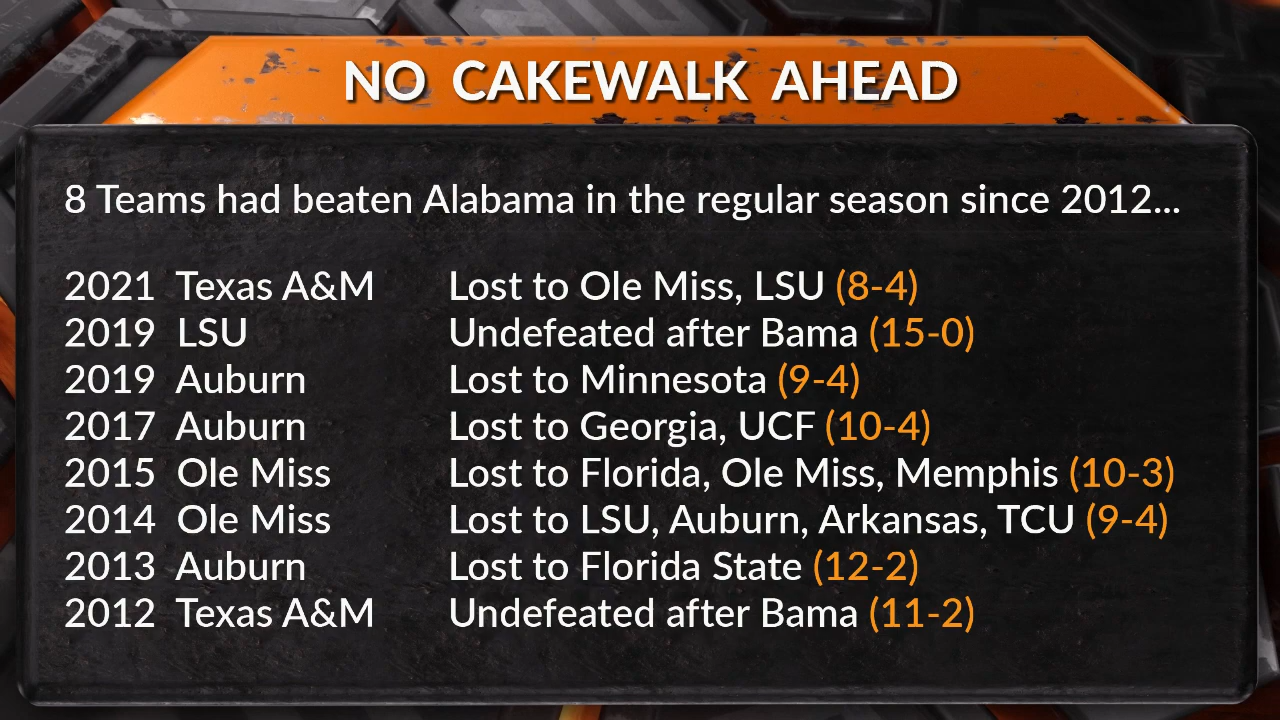 NO CAKEWALK AHEAD
8 Teams had beaten Alabama in the regular season since 2012...
2021 Texas A&M Lost to Ole Miss, LSU (8-4)
2019 LSU Undefeated after Bama (15-0)
2019 Auburn Lost to Minnesota (9-4)
2017 Auburn Lost to Georgia, UCF (10-4)
2015 Ole Miss Lost to Florida, Ole Miss, Memphis (10-3)
2014 Ole Miss Lost to LSU, Auburn, Arkansas, TCU (9-4)
2013 Auburn Lost to Florida State (12-2)
2012 Texas A&M Undefeated after Bama (11-2)